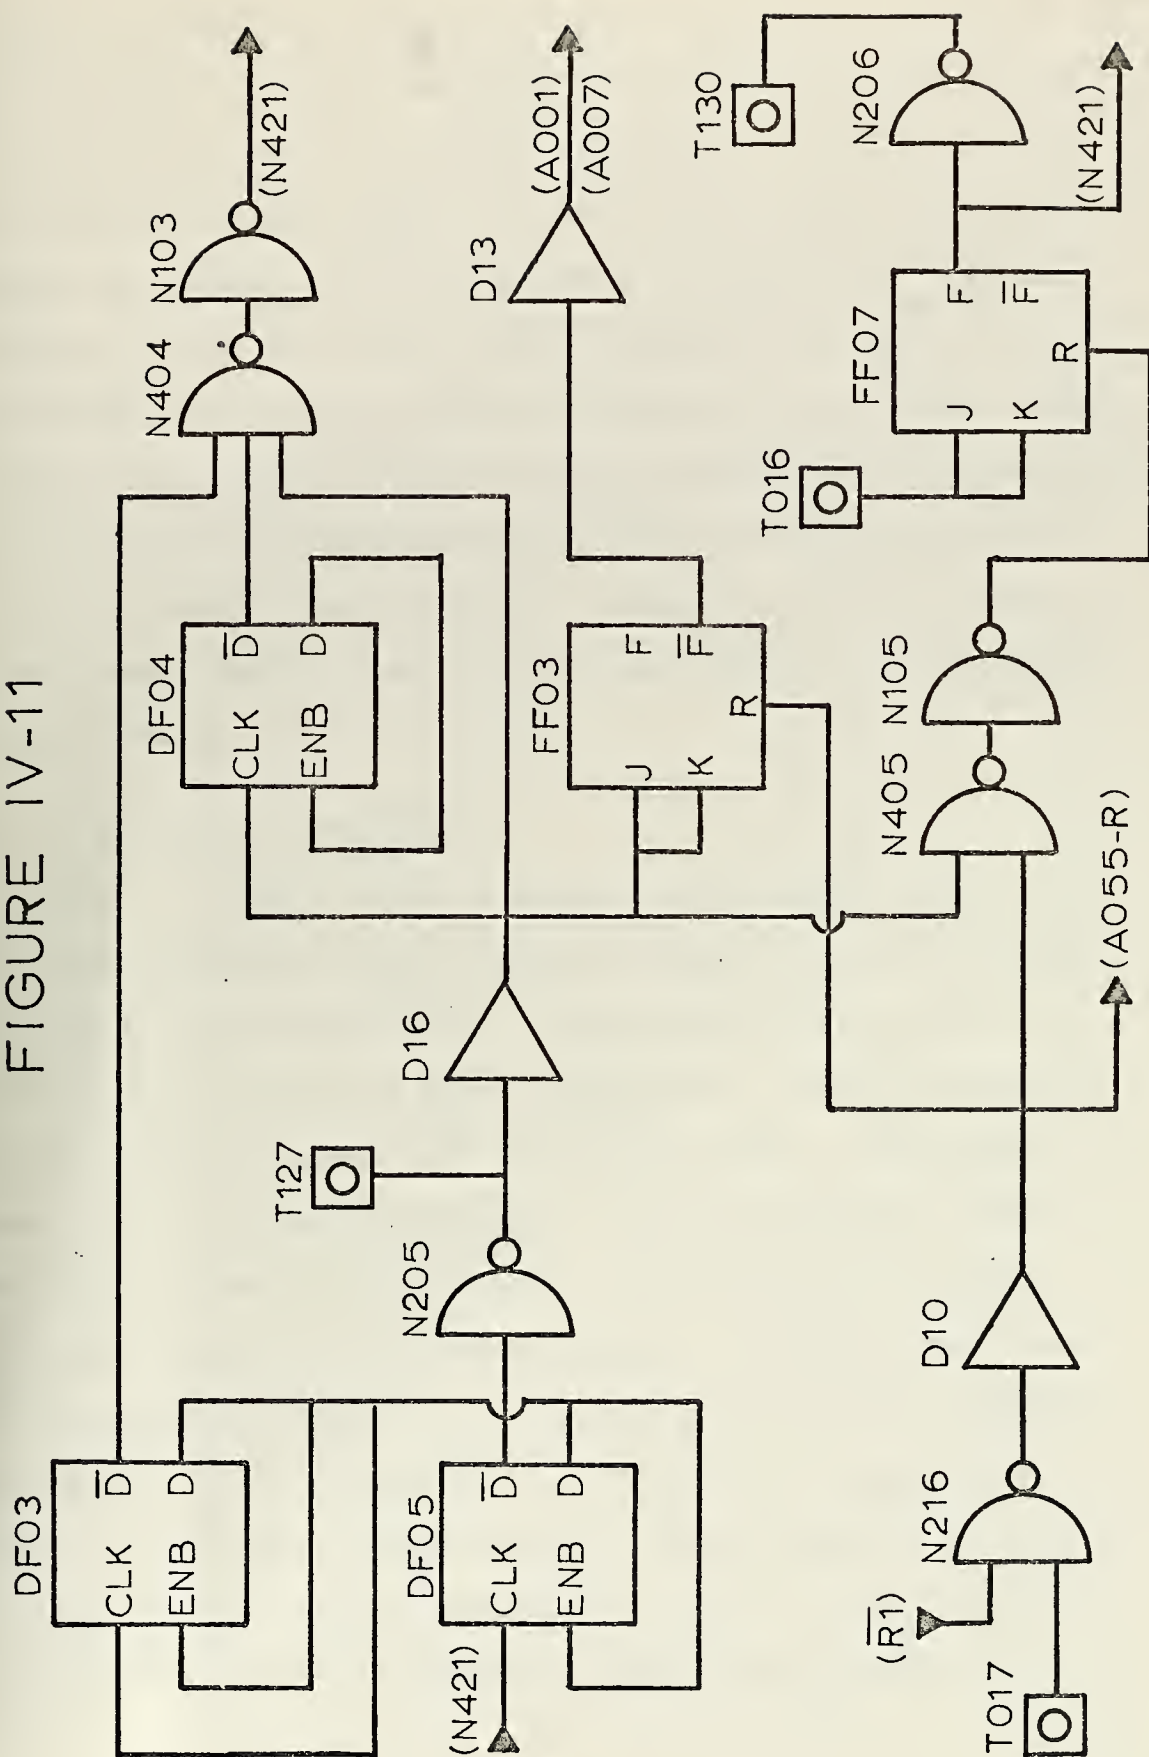 FIGURE IV-11
DF03
CLK
D̅
ENB
D
DF05
CLK
D̅
ENB
D
(N421)
N205
T127
D16
DF04
CLK
D̅
ENB
D
N404
N103
(N421)
FF03
J
F
K
F̅
R
D13
(A001)
(A007)
(R̅1̅)
T017
N216
D10
(A055-R)
N405
N105
T016
FF07
J
F
K
F̅
R
N206
T130
(N421)